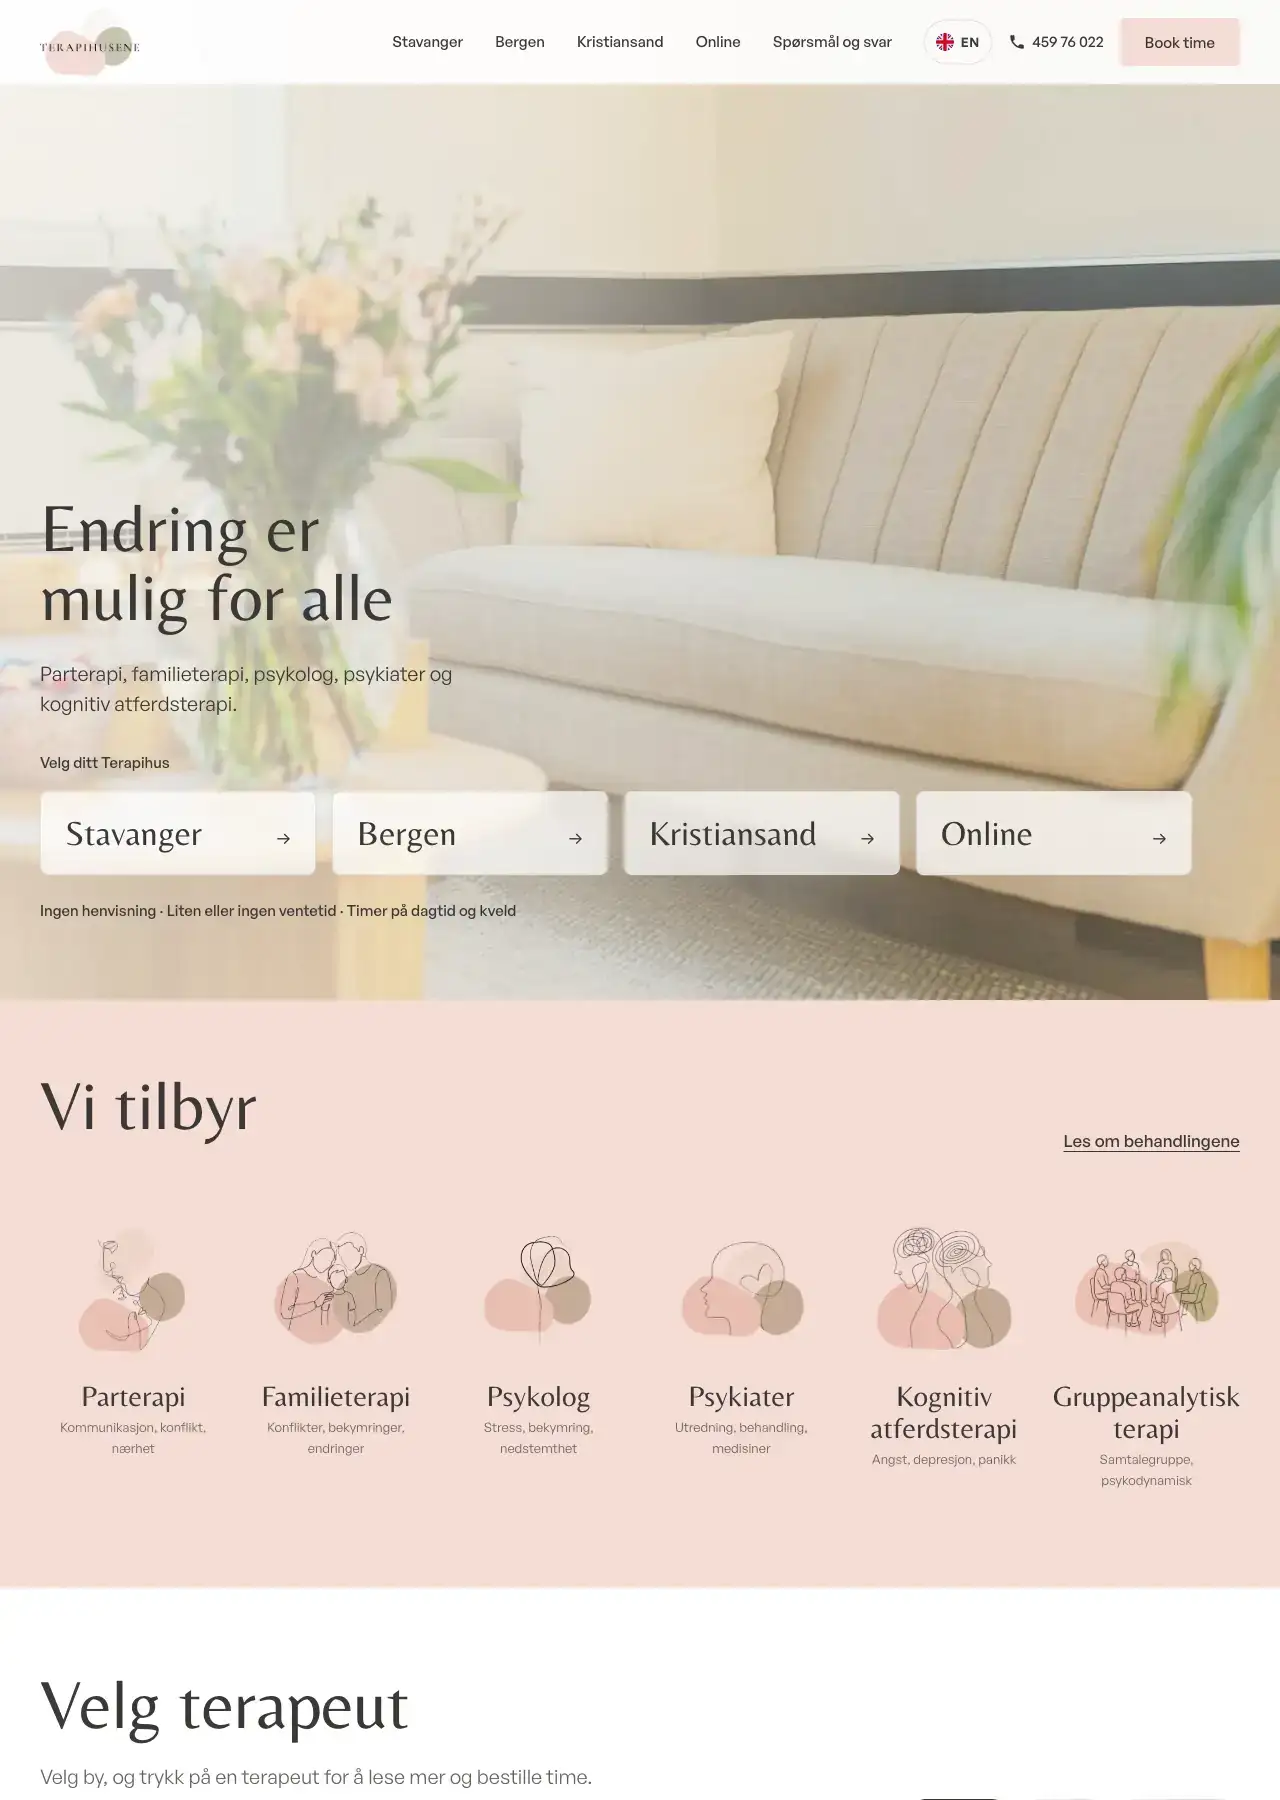 TERAPIHUSENE
Stavanger
Bergen
Kristiansand
Online
Spørsmål og svar
EN
459 76 022
Book time
Endring er
mulig for alle
Parterapi, familieterapi, psykolog, psykiater og
kognitiv atferdsterapi.
Velg ditt Terapihus
Stavanger →
Bergen →
Kristiansand →
Online →
Ingen henvisning · Liten eller ingen ventetid · Timer på dagtid og kveld
Vi tilbyr
Les om behandlingene
Parterapi
Kommunikasjon, konflikt,
nærhet
Familieterapi
Konflikter, bekymringer,
endringer
Psykolog
Stress, bekymring,
nedstemthet
Psykiater
Utredning, behandling,
medisiner
Kognitiv
atferdsterapi
Angst, depresjon, panikk
Gruppeanalytisk
terapi
Samtalegruppe,
psykodynamisk
Velg terapeut
Velg by, og trykk på en terapeut for å lese mer og bestille time.